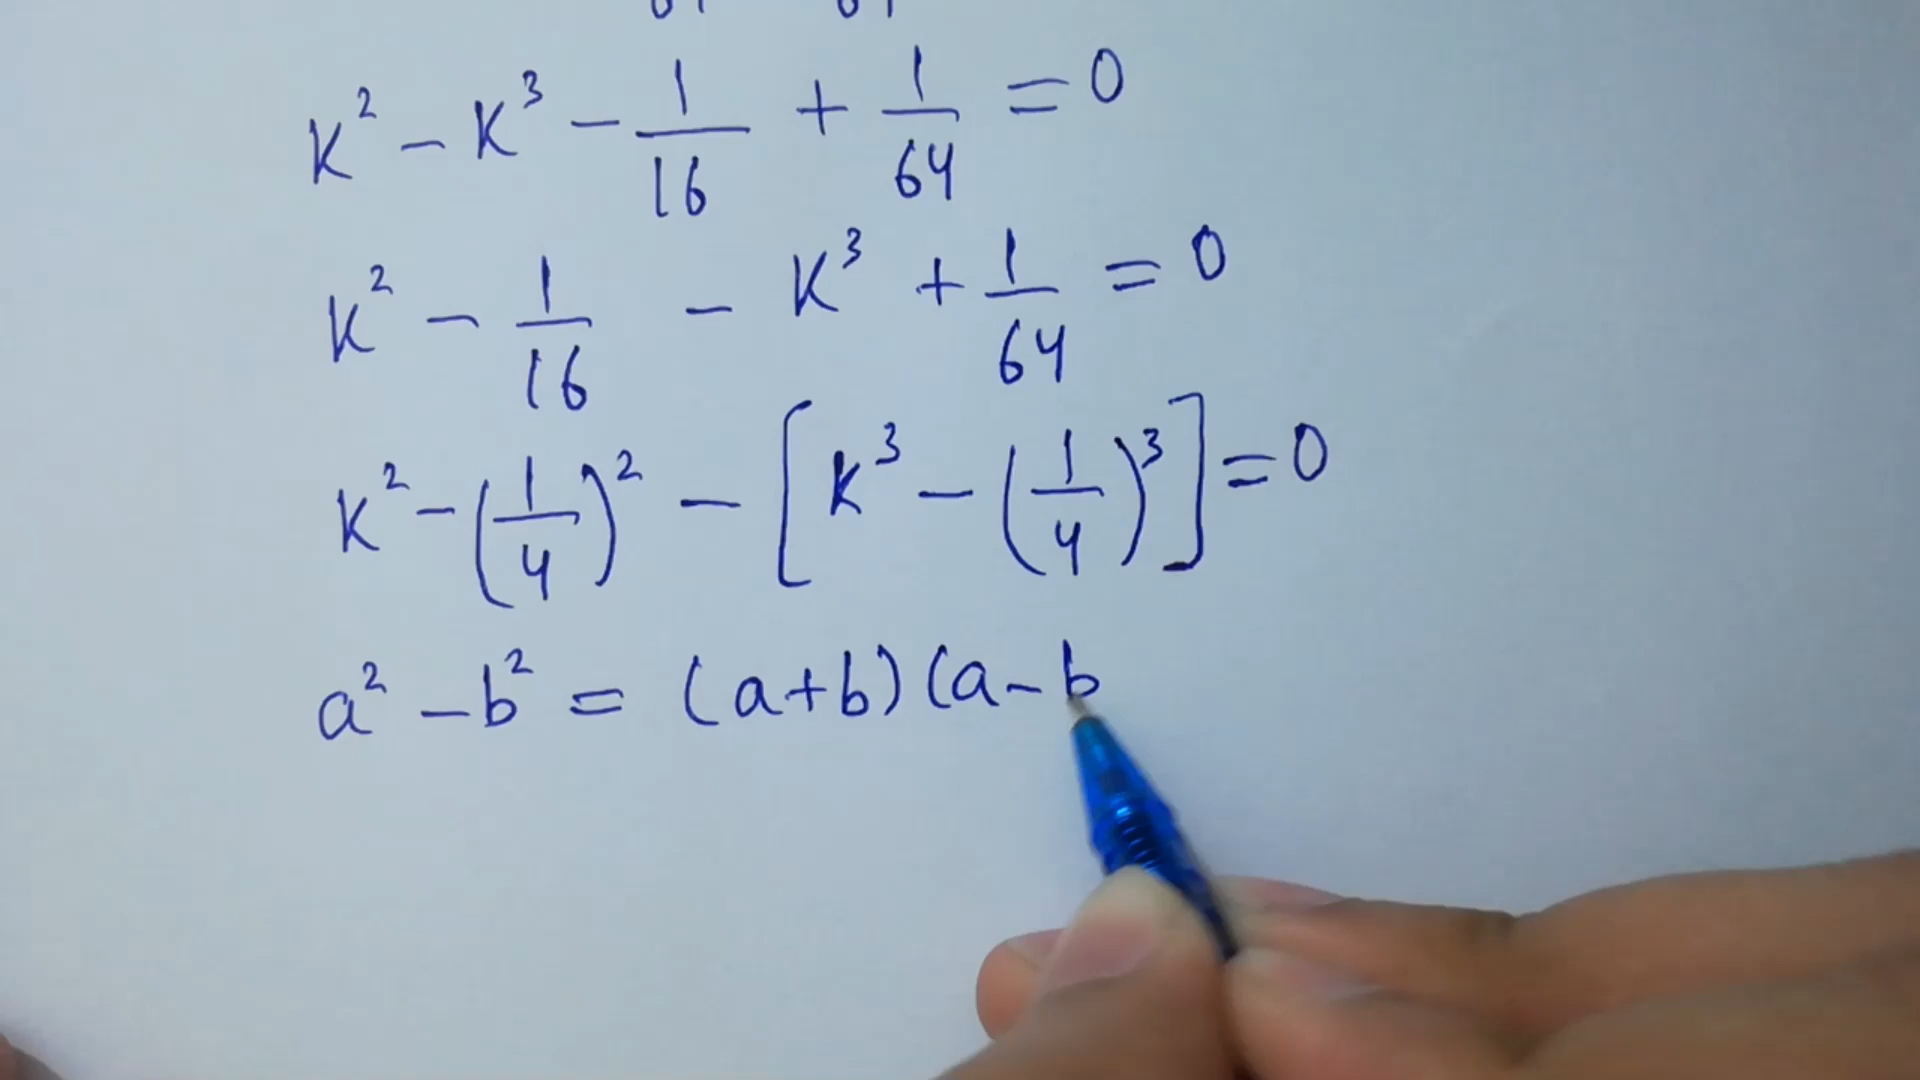 K² - K³ - 1/16 + 1/64 = 0
K² - 1/16 - K³ + 1/64 = 0
K² - (1/4)² - [K³ - (1/4)³] = 0
a² - b² = (a+b)(a-b